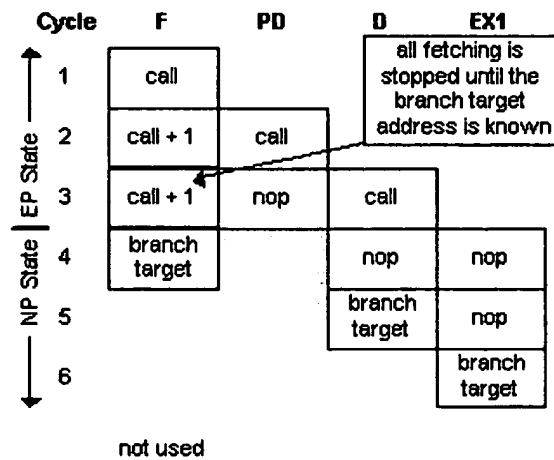 Cycle F PD D EX1
all fetching is
stopped until the
branch target
address is known
1 call
2 call + 1 call
3 call + 1 nop call
4 branch
target nop nop
5 branch
target nop
6 branch
target
EP State
NP State
not used